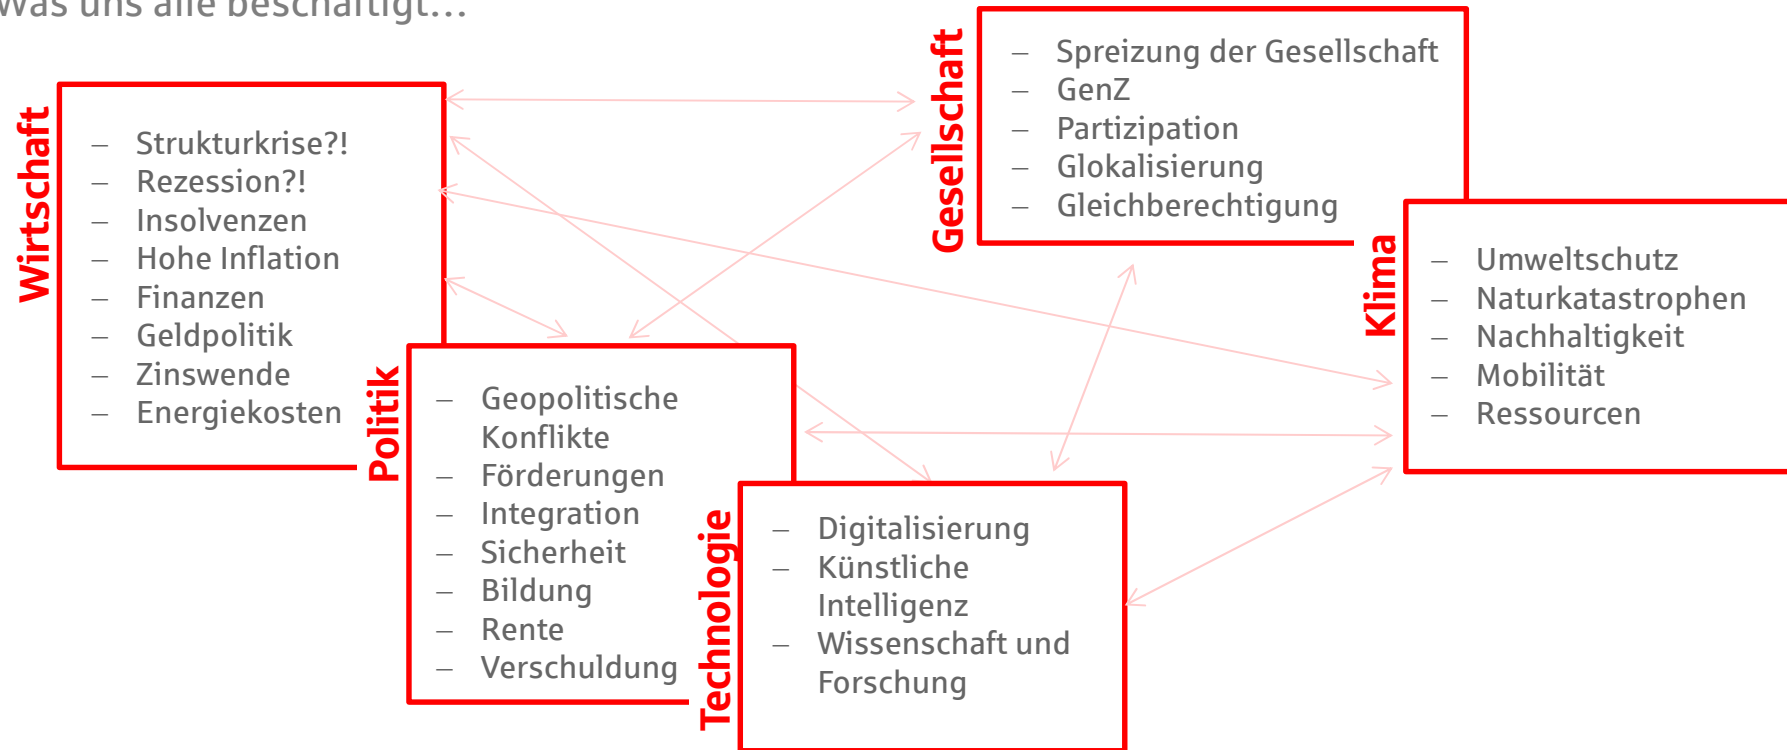 Was uns alle beschäftigt...
Wirtschaft
– Strukturkrise?!
– Rezession?!
– Insolvenzen
– Hohe Inflation
– Finanzen
– Geldpolitik
– Zinswende
– Energiekosten
Politik
– Geopolitische
Konflikte
– Förderungen
– Integration
– Sicherheit
– Bildung
– Rente
– Verschuldung
Technologie
– Digitalisierung
– Künstliche
Intelligenz
– Wissenschaft und
Forschung
Gesellschaft
– Spreizung der Gesellschaft
– GenZ
– Partizipation
– Glokalisierung
– Gleichberechtigung
Klima
– Umweltschutz
– Naturkatastrophen
– Nachhaltigkeit
– Mobilität
– Ressourcen